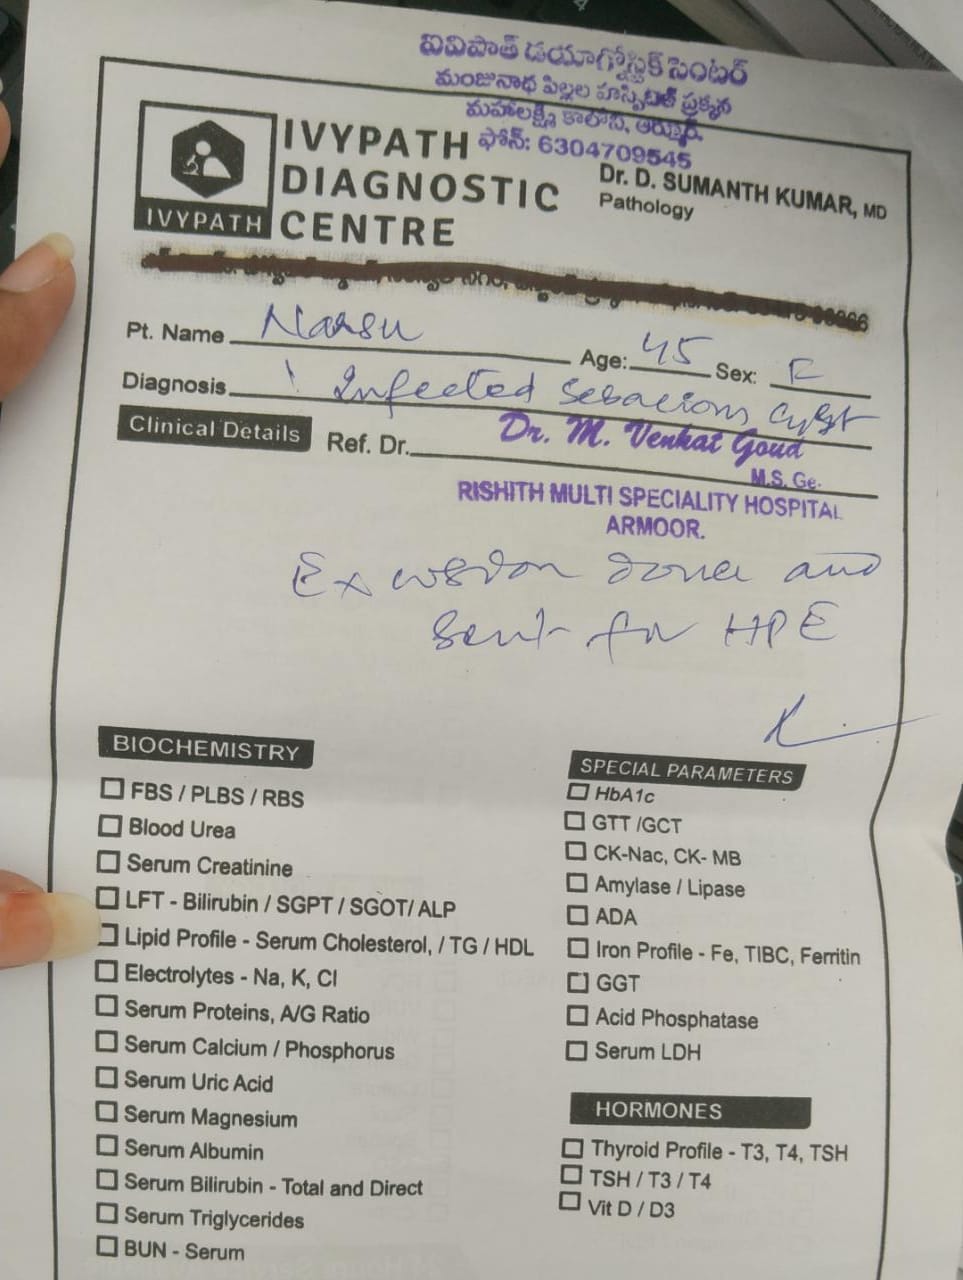 ఐవిపాత్ డయాగ్నోస్టిక్ సెంటర్
మంజునాథ పిల్లల హస్పిటల్ ప్రక్కన
మహాలక్ష్మి కాలోని, ఆర్మూర్.
ఫోన్: 6304709545
IVYPATH
DIAGNOSTIC
CENTRE
IVYPATH
Dr. D. SUMANTH KUMAR, MD
Pathology
Pt. Name Narsu Age: 45 Sex: F
Diagnosis Infected Sebacious Cyst
Clinical Details
Ref. Dr. Dr. M. Venkat Goud
M.S. Ge.
RISHITH MULTI SPECIALITY HOSPITAL
ARMOOR.
Excision done and
Sent for HPE
BIOCHEMISTRY
FBS / PLBS / RBS
Blood Urea
Serum Creatinine
LFT - Bilirubin / SGPT / SGOT/ ALP
Lipid Profile - Serum Cholesterol, / TG / HDL
Electrolytes - Na, K, Cl
Serum Proteins, A/G Ratio
Serum Calcium / Phosphorus
Serum Uric Acid
Serum Magnesium
Serum Albumin
Serum Bilirubin - Total and Direct
Serum Triglycerides
BUN - Serum
SPECIAL PARAMETERS
HbA1c
GTT /GCT
CK-Nac, CK- MB
Amylase / Lipase
ADA
Iron Profile - Fe, TIBC, Ferritin
GGT
Acid Phosphatase
Serum LDH
HORMONES
Thyroid Profile - T3, T4, TSH
TSH / T3 / T4
Vit D / D3